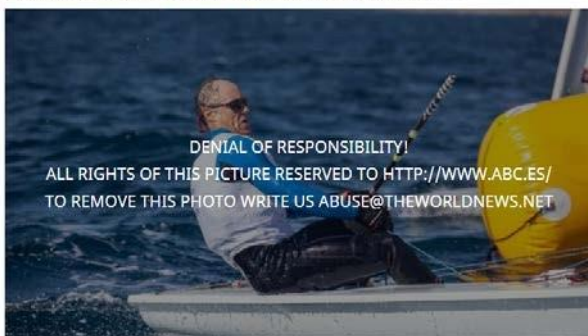 DENIAL OF RESPONSIBILITY!
ALL RIGHTS OF THIS PICTURE RESERVED TO HTTP://WWW.ABC.ES/
TO REMOVE THIS PHOTO WRITE US ABUSE@THEWORLDNEWS.NET